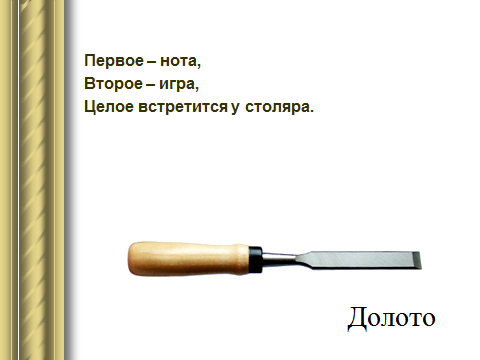 Первое – нота,
Второе – игра,
Целое встретится у столяра.
Долото